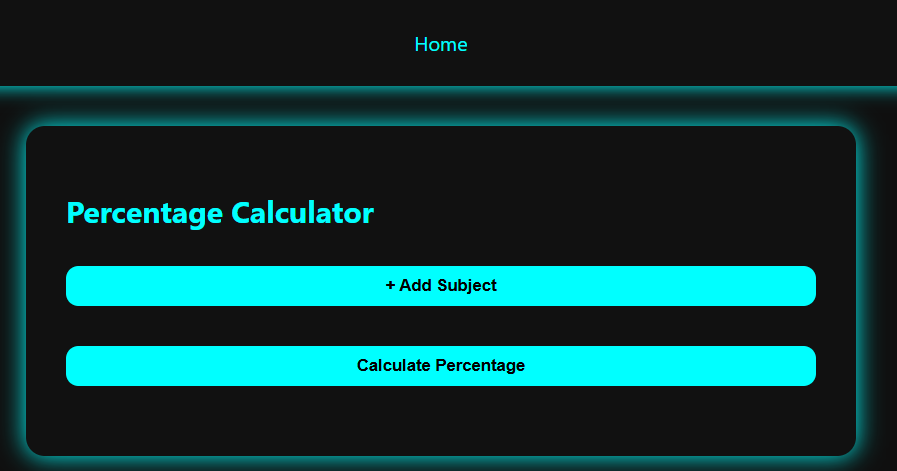 Home
Percentage Calculator
+ Add Subject
Calculate Percentage